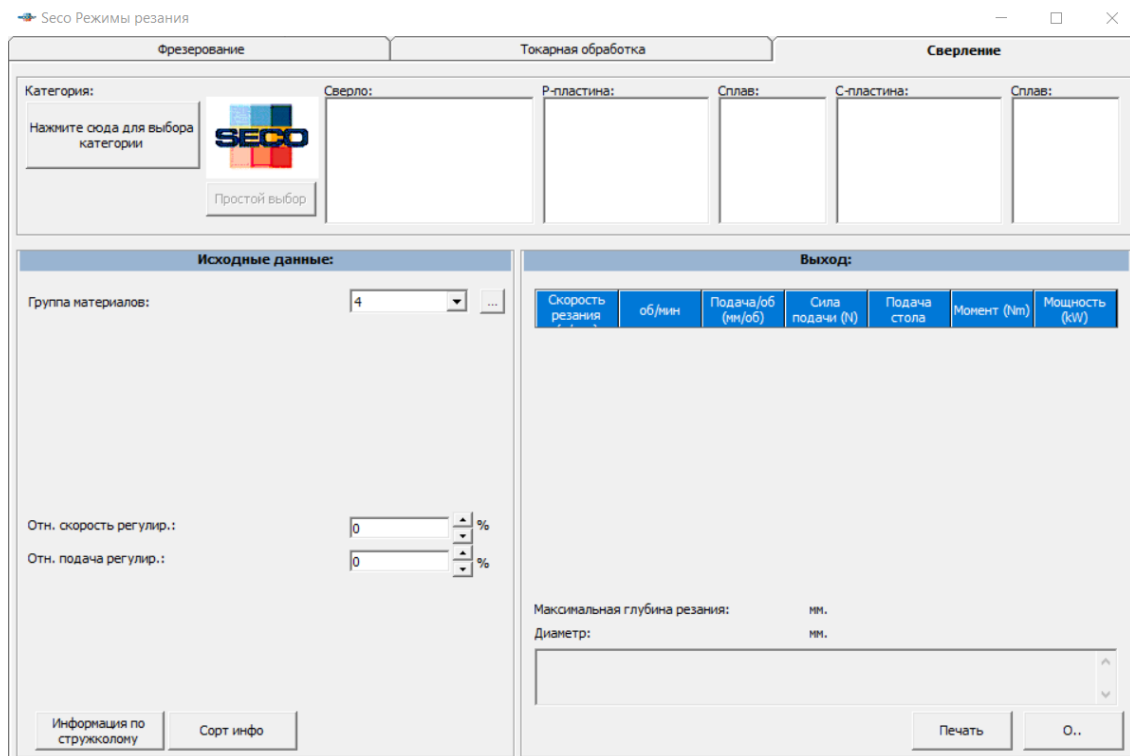 Seco Режимы резания
Фрезерование
Токарная обработка
Сверление
Категория:
Сверло:
Р-пластина:
Сплав:
С-пластина:
Сплав:
Нажмите сюда для выбора
категории
SECO
Простой выбор
Исходные данные:
Выход:
Группа материалов:
4
...
Скорость
резания
об/мин
Подача/об
(мм/об)
Сила
подачи (N)
Подача
стола
Момент (Nm)
Мощность
(kW)
Отн. скорость регулир.:
0
%
Отн. подача регулир.:
0
%
Максимальная глубина резания:
мм.
Диаметр:
мм.
Информация по
стружколому
Сорт инфо
Печать
О..